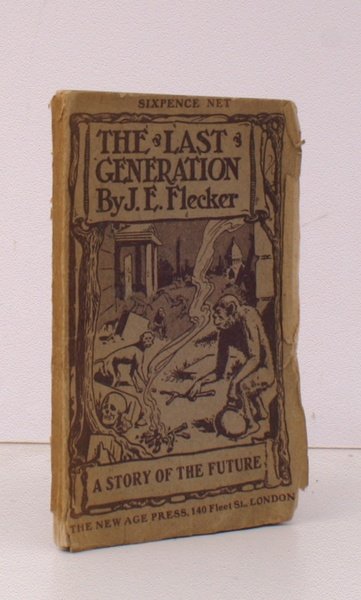 SIXPENCE NET
THE LAST
GENERATION
By J. E. Flecker
A STORY OF THE FUTURE
THE NEW AGE PRESS, 140 Fleet St., LONDON